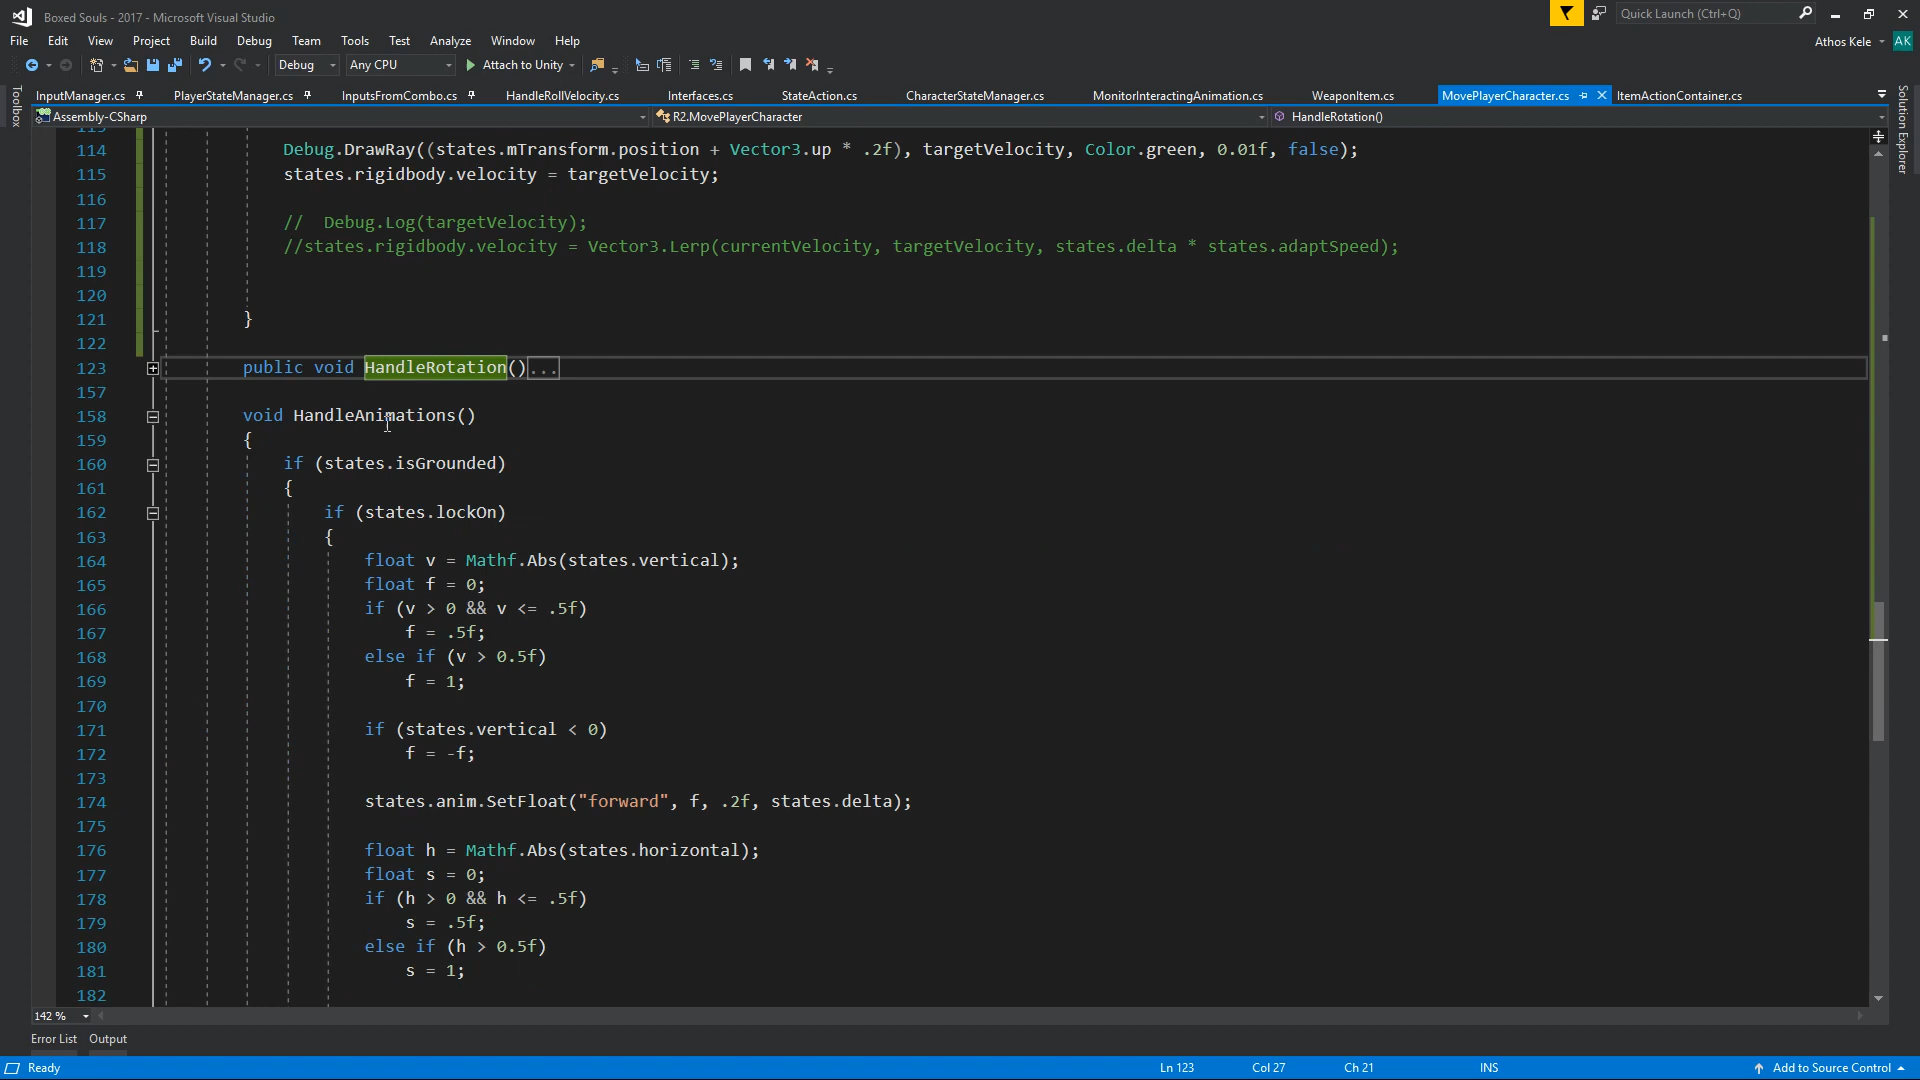 Boxed Souls - 2017 - Microsoft Visual Studio
Quick Launch (Ctrl+Q)
File Edit View Project Build Debug Team Tools Test Analyze Window Help
Athos Kele AK
Debug Any CPU Attach to Unity
Toolbox
Solution Explorer
InputManager.cs PlayerStateManager.cs InputsFromCombo.cs HandleRollVelocity.cs Interfaces.cs StateAction.cs CharacterStateManager.cs MonitorInteractingAnimation.cs WeaponItem.cs MovePlayerCharacter.cs ItemActionContainer.cs
Assembly-CSharp R2.MovePlayerCharacter HandleRotation()
114 Debug.DrawRay((states.mTransform.position + Vector3.up * .2f), targetVelocity, Color.green, 0.01f, false);
115 states.rigidbody.velocity = targetVelocity;
116
117 //  Debug.Log(targetVelocity);
118 //states.rigidbody.velocity = Vector3.Lerp(currentVelocity, targetVelocity, states.delta * states.adaptSpeed);
119
120
121 }
122
123 public void HandleRotation()...
157
158 void HandleAnimations()
159 {
160 if (states.isGrounded)
161 {
162 if (states.lockOn)
163 {
164 float v = Mathf.Abs(states.vertical);
165 float f = 0;
166 if (v > 0 && v <= .5f)
167 f = .5f;
168 else if (v > 0.5f)
169 f = 1;
170
171 if (states.vertical < 0)
172 f = -f;
173
174 states.anim.SetFloat("forward", f, .2f, states.delta);
175
176 float h = Mathf.Abs(states.horizontal);
177 float s = 0;
178 if (h > 0 && h <= .5f)
179 s = .5f;
180 else if (h > 0.5f)
181 s = 1;
182
142 %
Error List Output
Ready Ln 123 Col 27 Ch 21 INS Add to Source Control